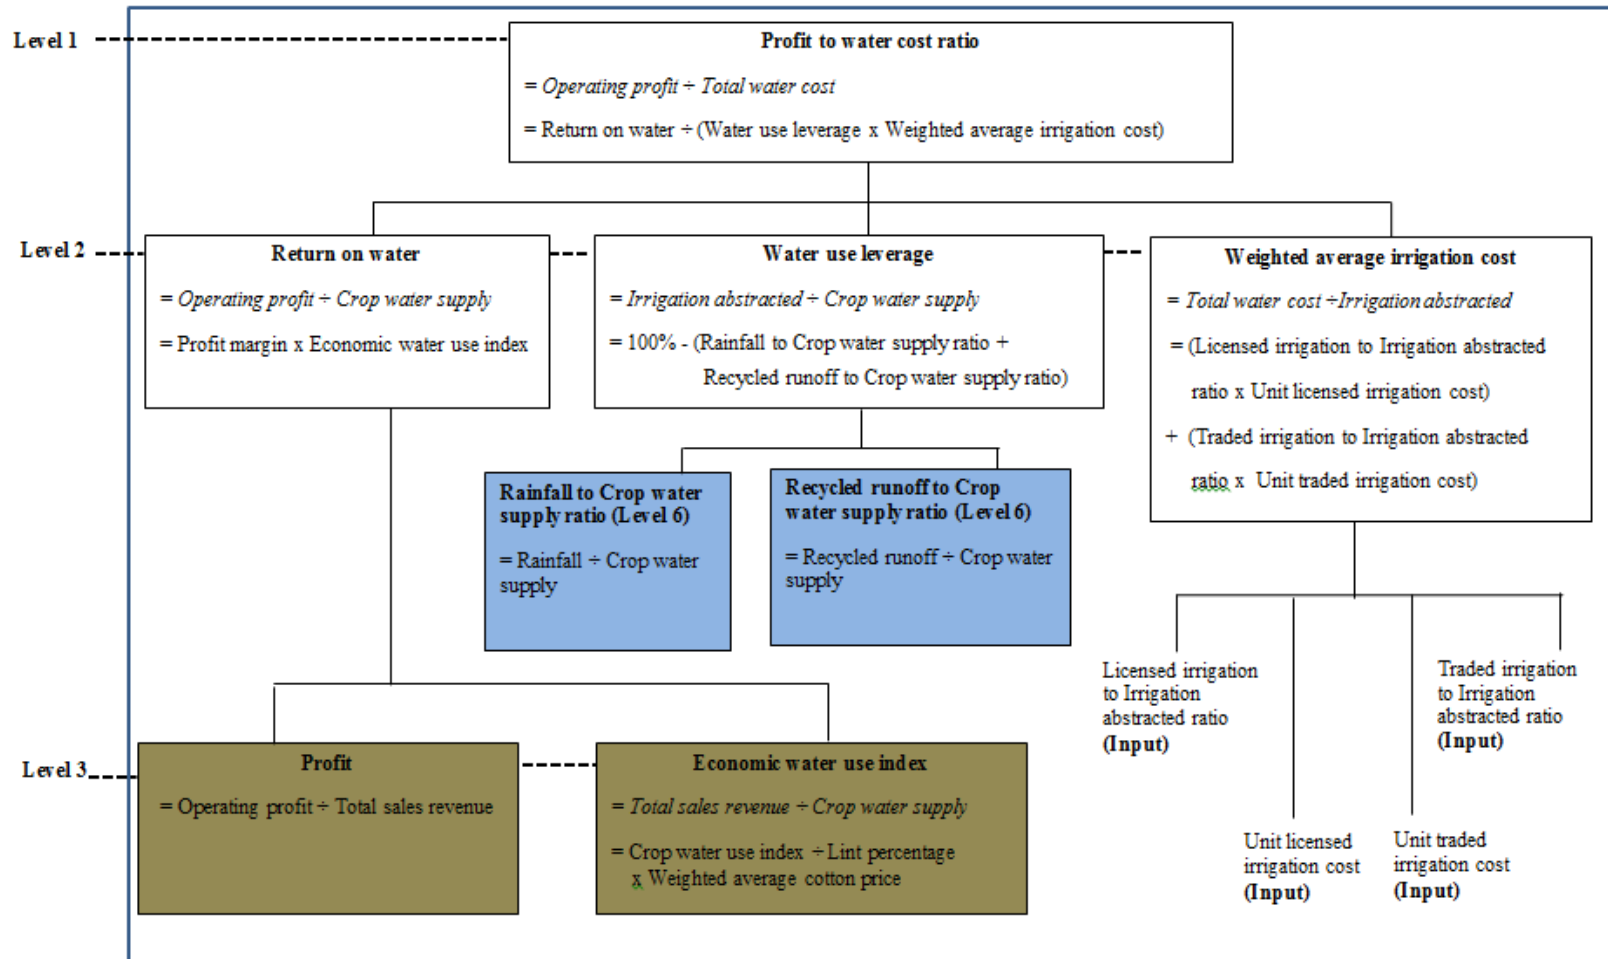 Level 1
Profit to water cost ratio
= Operating profit ÷ Total water cost
= Return on water ÷ (Water use leverage x Weighted average irrigation cost)
Level 2
Return on water
= Operating profit ÷ Crop water supply
= Profit margin x Economic water use index
Water use leverage
= Irrigation abstracted ÷ Crop water supply
= 100% - (Rainfall to Crop water supply ratio +
Recycled runoff to Crop water supply ratio)
Weighted average irrigation cost
= Total water cost ÷Irrigation abstracted
= (Licensed irrigation to Irrigation abstracted
ratio x Unit licensed irrigation cost)
+ (Traded irrigation to Irrigation abstracted
ratio x Unit traded irrigation cost)
Rainfall to Crop water
supply ratio (Level 6)
= Rainfall ÷ Crop water
supply
Recycled runoff to Crop
water supply ratio (Level 6)
= Recycled runoff ÷ Crop water
supply
Licensed irrigation
to Irrigation
abstracted ratio
(Input)
Traded irrigation
to Irrigation
abstracted ratio
(Input)
Unit licensed
irrigation cost
(Input)
Unit traded
irrigation cost
(Input)
Level 3
Profit
= Operating profit ÷ Total sales revenue
Economic water use index
= Total sales revenue ÷ Crop water supply
= Crop water use index ÷ Lint percentage
x Weighted average cotton price